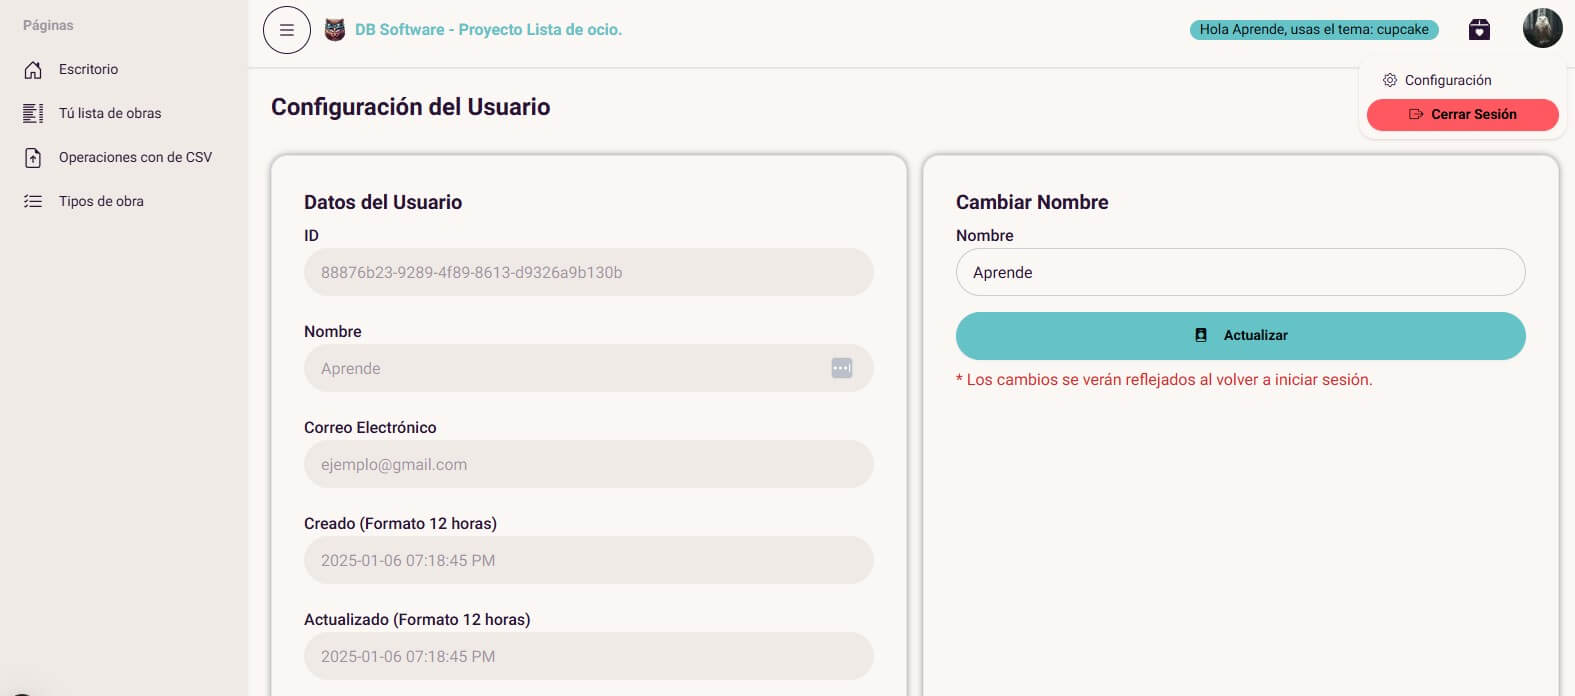 Páginas
Escritorio
Tú lista de obras
Operaciones con de CSV
Tipos de obra
DB Software - Proyecto Lista de ocio.
Hola Aprende, usas el tema: cupcake
Configuración
Cerrar Sesión
Configuración del Usuario
Datos del Usuario
ID
88876b23-9289-4f89-8613-d9326a9b130b
Nombre
Aprende
Correo Electrónico
ejemplo@gmail.com
Creado (Formato 12 horas)
2025-01-06 07:18:45 PM
Actualizado (Formato 12 horas)
2025-01-06 07:18:45 PM
Cambiar Nombre
Nombre
Aprende
Actualizar
* Los cambios se verán reflejados al volver a iniciar sesión.